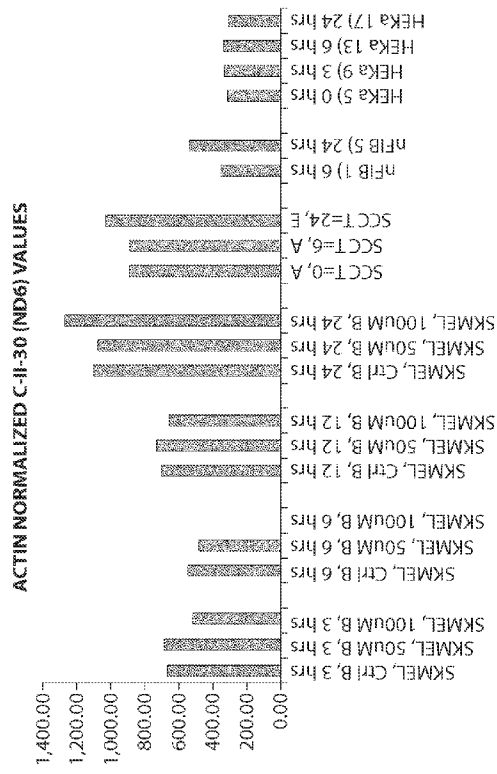 ACTIN NORMALIZED C-II-30 (ND6) VALUES
1,400.00
1,200.00
1,000.00
800.00
600.00
400.00
200.00
0.00
SKMEL, Ctrl B, 3 hrs
SKMEL, 50uM B, 3 hrs
SKMEL, 100uM B, 3 hrs
SKMEL, Ctrl B, 6 hrs
SKMEL, 50uM B, 6 hrs
SKMEL, 100uM B, 6 hrs
SKMEL, Ctrl B, 12 hrs
SKMEL, 50uM B, 12 hrs
SKMEL, 100uM B, 12 hrs
SKMEL, Ctrl B, 24 hrs
SKMEL, 50uM B, 24 hrs
SKMEL, 100uM B, 24 hrs
SCCT=0, A
SCCT=6, A
SCCT=24, E
nFIB 1) 6 hrs
nFIB 5) 24 hrs
HEKa 5) 0 hrs
HEKa 9) 3 hrs
HEKa 13) 6 hrs
HEKa 17) 24 hrs